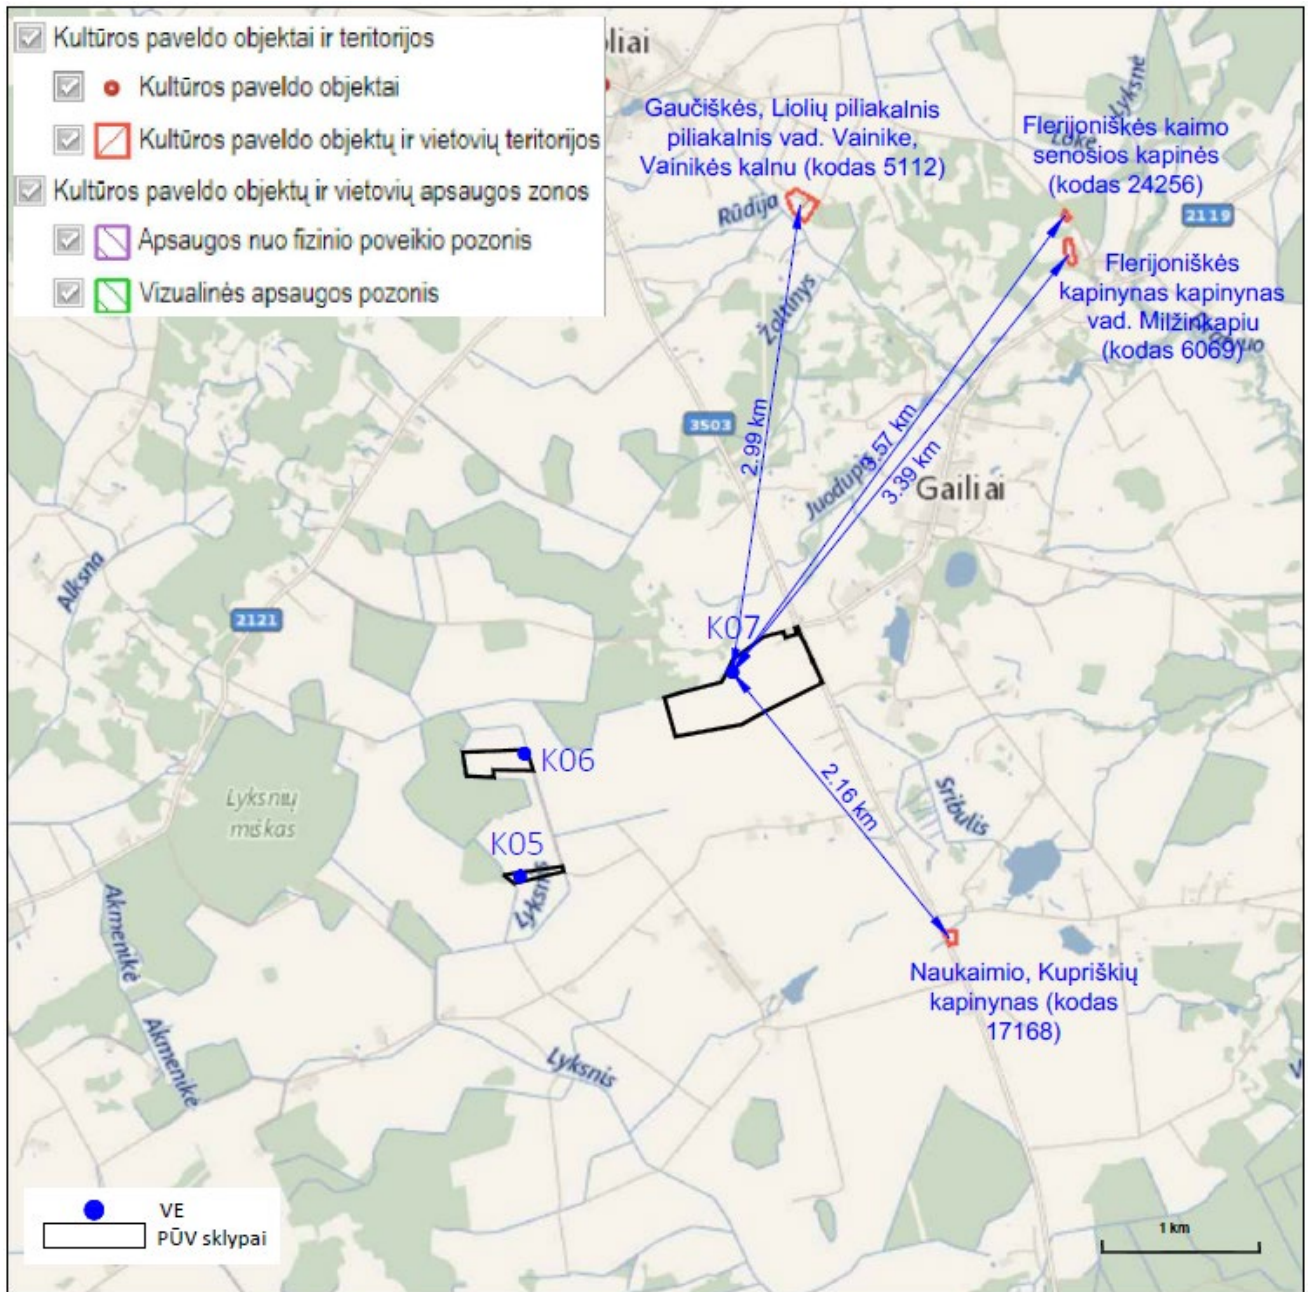 Kultūros paveldo objektai ir teritorijos
Kultūros paveldo objektai
Kultūros paveldo objektų ir vietovių teritorijos
Kultūros paveldo objektų ir vietovių apsaugos zonos
Apsaugos nuo fizinio poveikio pozonis
Vizualinės apsaugos pozonis
liai
Gaučiškės, Liolių piliakalnis
piliakalnis vad. Vainike,
Vainikės kalnu (kodas 5112)
Lyksnė
Lokė
Flerijoniškės kaimo
senosios kapinės
(kodas 24256)
Rūdija
2119
Flerijoniškės
kapinynas kapinynas
vad. Milžinkapiu
(kodas 6069)
Žoltinys
3503
2.99 km
3.57 km
3.39 km
Juodupis
Gailiai
Alksna
2121
K07
K06
2.16 km
Lyksnių
miškas
Sribulis
K05
Lyksnis
Akmenikė
Naukaimio, Kupriškių
kapinynas (kodas
17168)
Akmenikė
Lyksnis
V
VE
PŪV sklypai
1 km